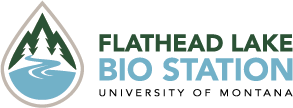 FLATHEAD LAKE
BIO STATION
UNIVERSITY OF MONTANA